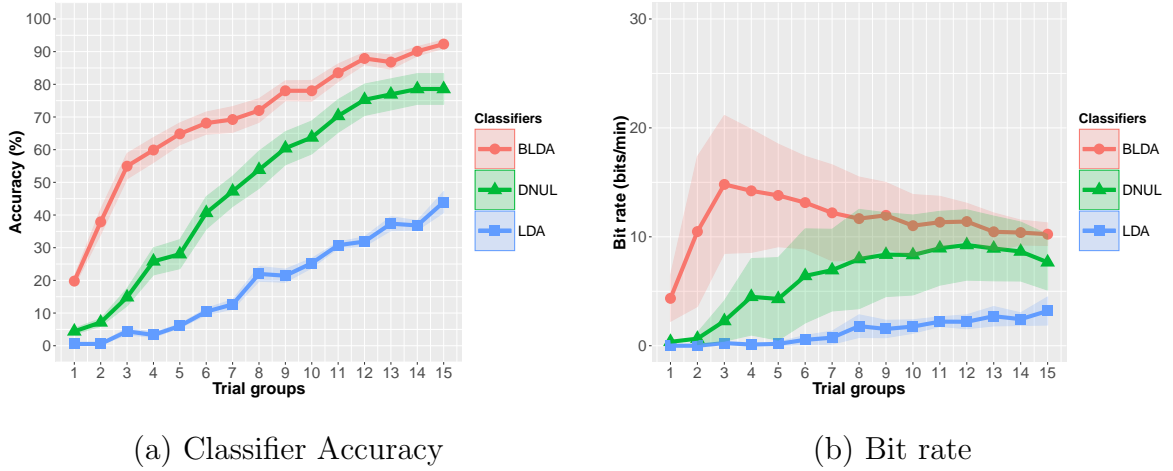 100
90
80
70
60
50
40
30
20
10
0
Accuracy (%)
1 2 3 4 5 6 7 8 9 10 11 12 13 14 15
Trial groups
Classifiers
BLDA
DNUL
LDA
(a) Classifier Accuracy
30
20
10
0
Bit rate (bits/min)
1 2 3 4 5 6 7 8 9 10 11 12 13 14 15
Trial groups
Classifiers
BLDA
DNUL
LDA
(b) Bit rate